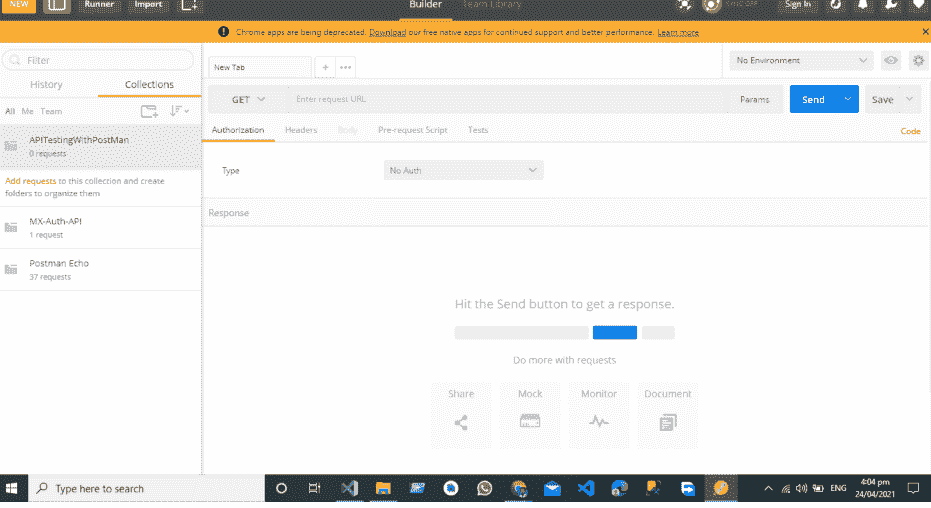 NEW
Runner
Import
Builder
Team Library
SYNC OFF
Sign In
Chrome apps are being deprecated. Download our free native apps for continued support and better performance. Learn more
Filter
History
Collections
All Me Team
APITestingWithPostMan
0 requests
Add requests to this collection and create
folders to organize them
MX-Auth-API
1 request
Postman Echo
37 requests
New Tab
No Environment
GET
Enter request URL
Params
Send
Save
Authorization
Headers
Body
Pre-request Script
Tests
Code
Type
No Auth
Response
Hit the Send button to get a response.
Do more with requests
Share
Mock
Monitor
Document
Type here to search
ENG
4:04 pm
24/04/2021